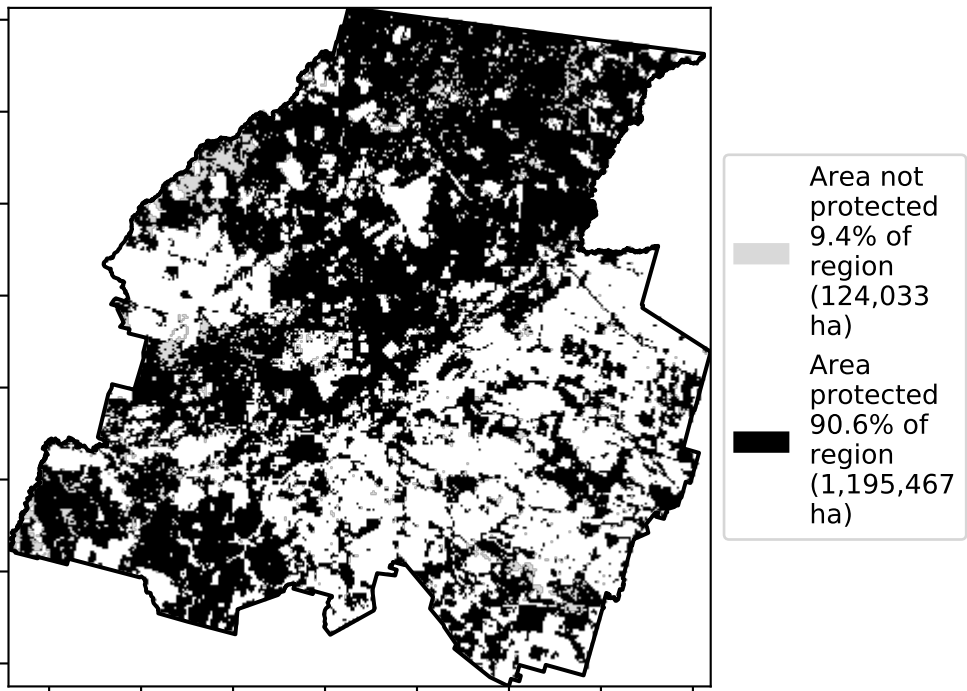 Area not
protected
9.4% of
region
(124,033
ha)
Area
protected
90.6% of
region
(1,195,467
ha)